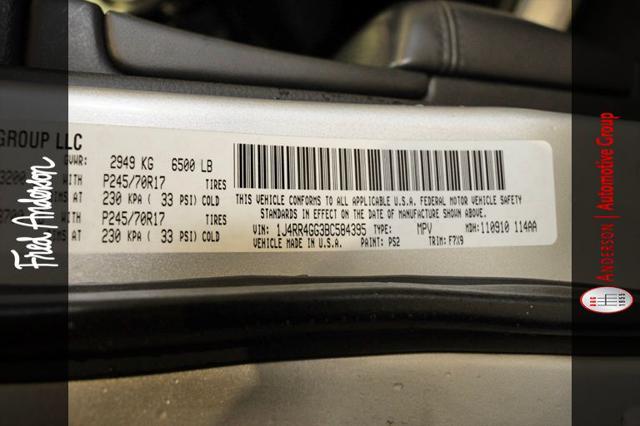 GROUP LLC
GVWR: 2949 KG 6500 LB
WITH P245/70R17 TIRES
IMS AT 230 KPA ( 33 PSI) COLD
WITH P245/70R17 TIRES
IMS AT 230 KPA ( 33 PSI) COLD
THIS VEHICLE CONFORMS TO ALL APPLICABLE U.S.A. FEDERAL MOTOR VEHICLE SAFETY
STANDARDS IN EFFECT ON THE DATE OF MANUFACTURE SHOWN ABOVE.
VIN: 1J4RR4GG3BC584395 TYPE: MPV MDH: 110910 114AA
VEHICLE MADE IN U.S.A. PAINT: PS2 TRIM: F7X9
Fred Anderson
ANDERSON | Automotive Group